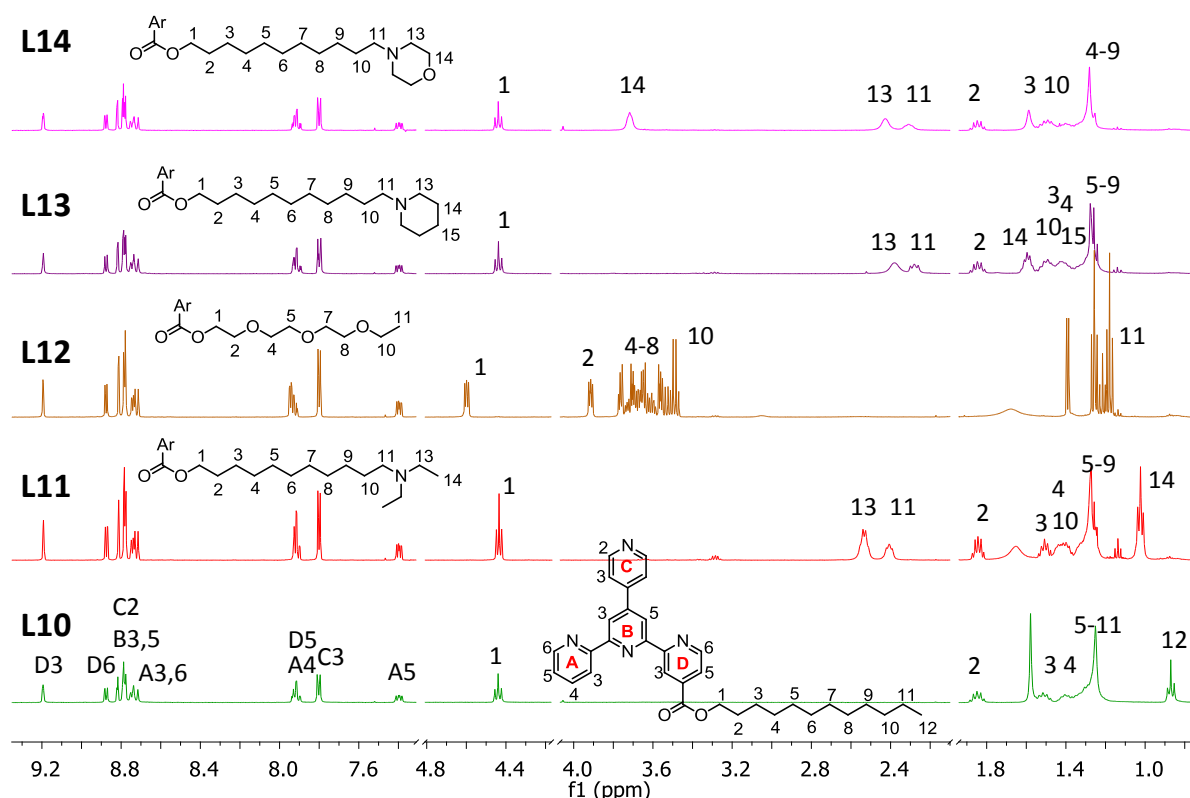 L14
Ar
O
O
1
2
3
4
5
6
7
8
9
10
11
N
13
14
O
1
14
13
11
2
3 10
4-9
L13
Ar
O
O
1
2
3
4
5
6
7
8
9
10
11
N
13
14
15
1
13
11
2
14
10
3
4
15
5-9
L12
Ar
O
O
1
2
O
4
5
O
7
8
O
10
11
1
2
4-8
10
11
L11
Ar
O
O
1
2
3
4
5
6
7
8
9
10
11
N
13
14
1
13
11
2
3
4
10
5-9
14
L10
D3
D6
C2
B3,5
A3,6
D5
A4
C3
A5
1
N
2
C
3
3
5
B
N
6
N
A
5
4
3
N
6
D
3
5
O
O
1
2
3
4
5
6
7
8
9
10
11
12
2
3 4
5-11
12
9.2 8.8 8.4 8.0 7.6 4.8 4.4 4.0 3.6 3.2 2.8 2.4 1.8 1.4 1.0
f1 (ppm)